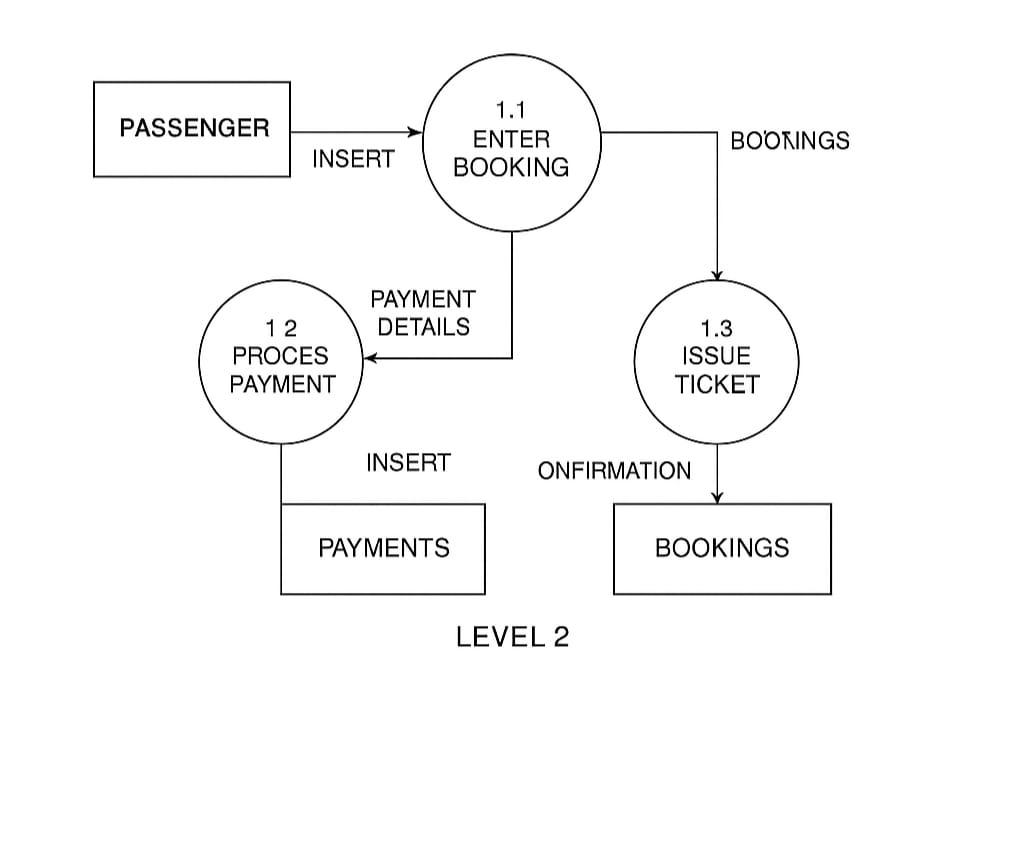 PASSENGER
INSERT
1.1
ENTER
BOOKING
PAYMENT
DETAILS
1 2
PROCES
PAYMENT
1.3
ISSUE
TICKET
INSERT
ONFIRMATION
PAYMENTS
BOOKINGS
LEVEL 2